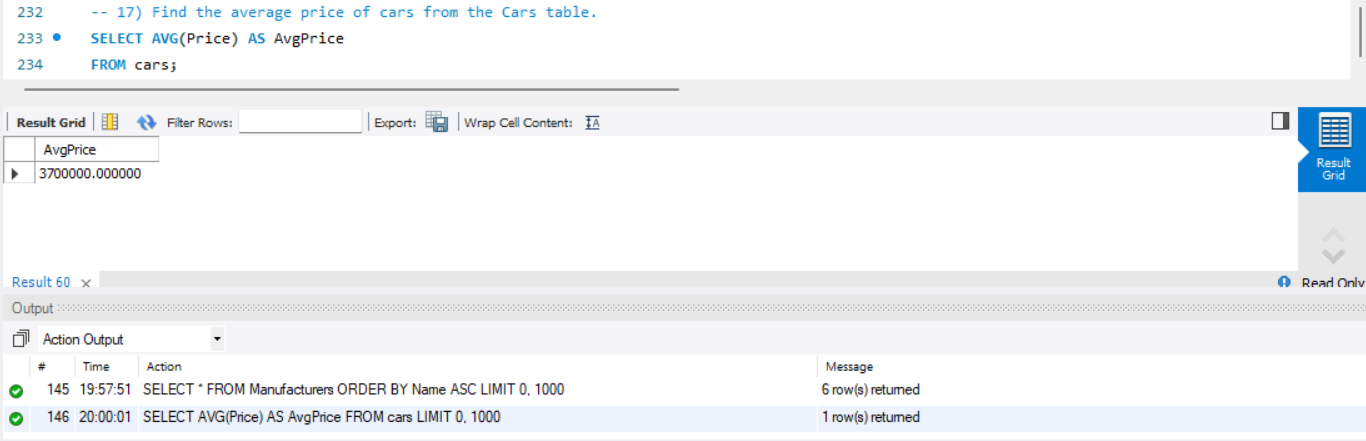 232 -- 17) Find the average price of cars from the Cars table.
233 SELECT AVG(Price) AS AvgPrice
234 FROM cars;
Result Grid Filter Rows: Export: Wrap Cell Content: IA
AvgPrice
3700000.000000
Result
Grid
Result 60 × Read Only
Output
Action Output
# Time Action Message
145 19:57:51 SELECT * FROM Manufacturers ORDER BY Name ASC LIMIT 0, 1000 6 row(s) returned
146 20:00:01 SELECT AVG(Price) AS AvgPrice FROM cars LIMIT 0, 1000 1 row(s) returned